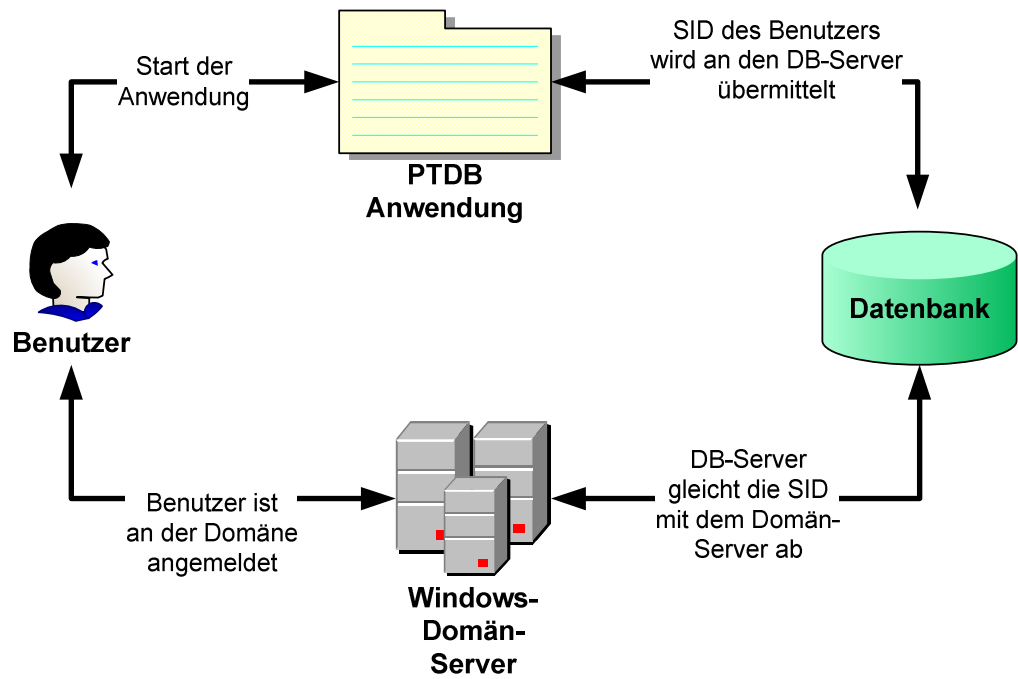 Start der
Anwendung
SID des Benutzers
wird an den DB-Server
übermittelt
PTDB
Anwendung
Benutzer
Datenbank
Benutzer ist
an der Domäne
angemeldet
DB-Server
gleicht die SID
mit dem Domän-
Server ab
Windows-
Domän-
Server